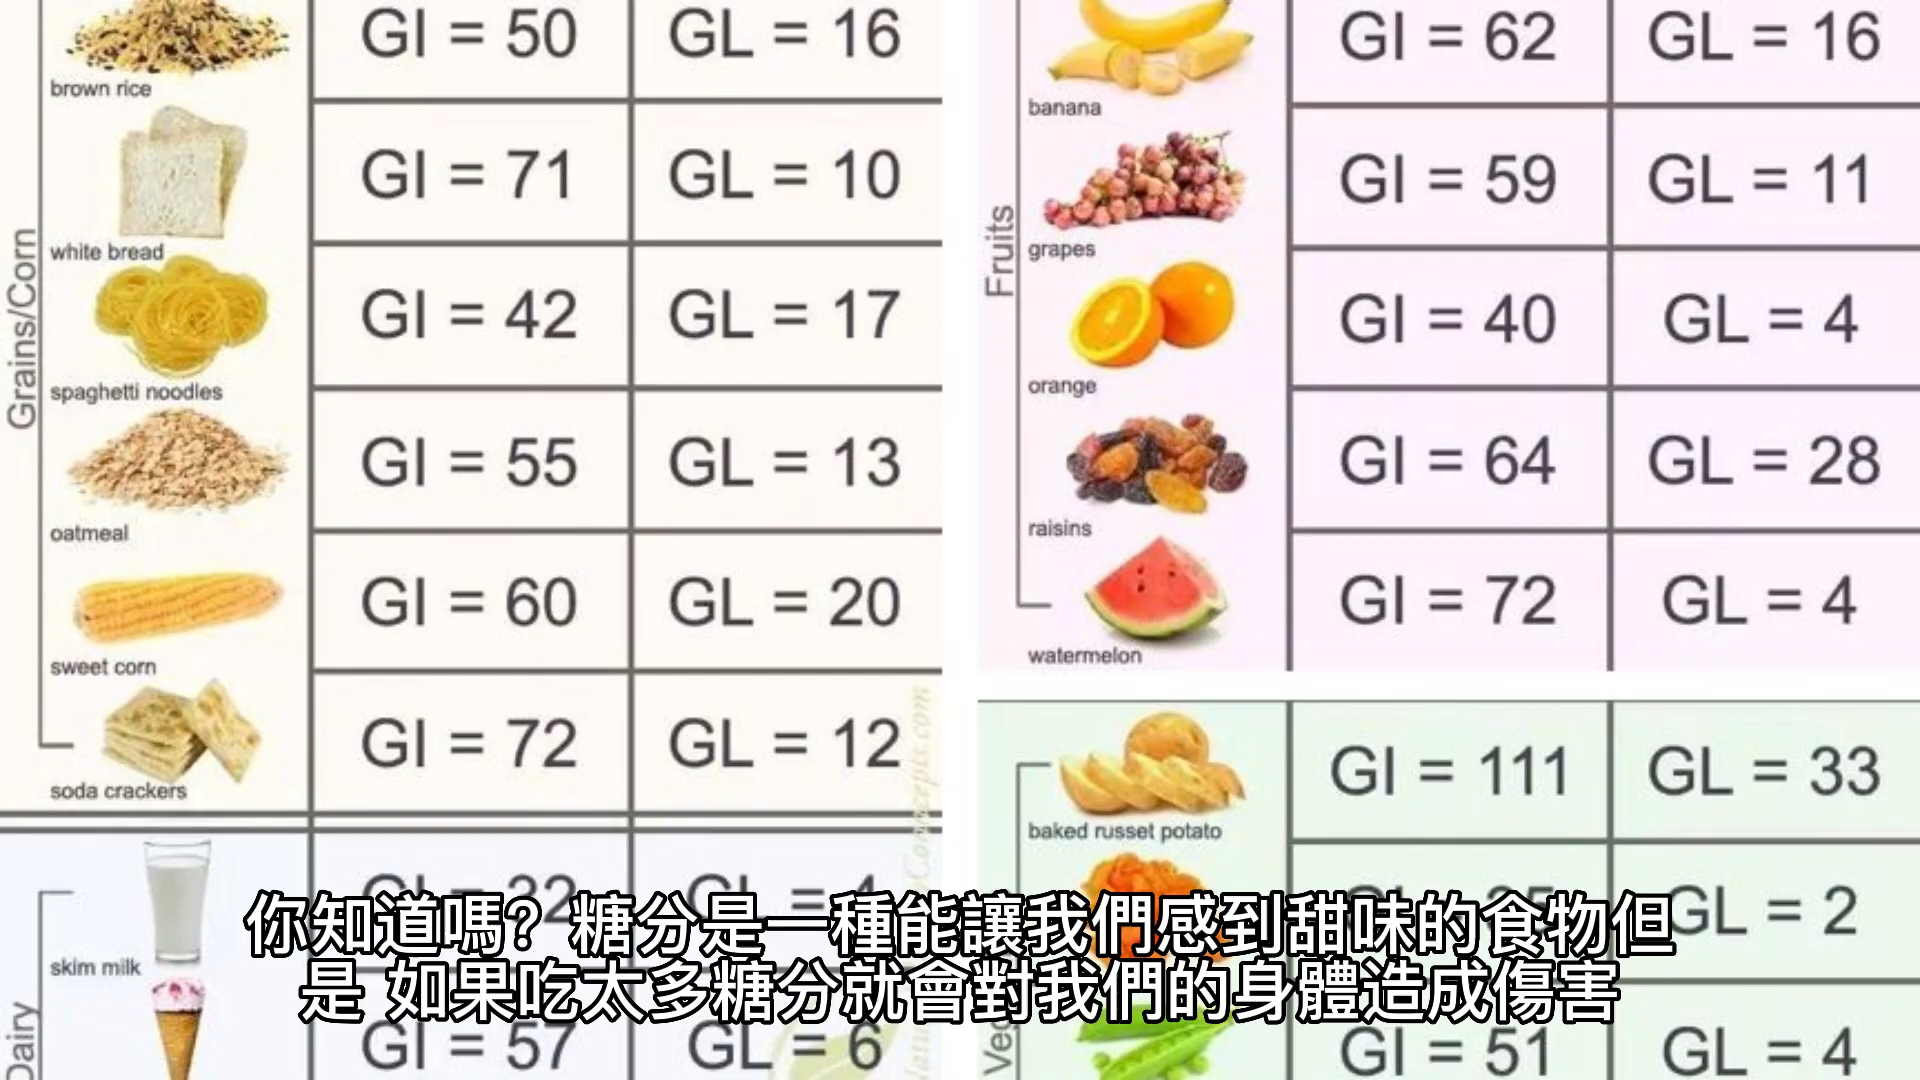 GI = 50 GL = 16
brown rice
GI = 71 GL = 10
white bread
Grains/Corn
GI = 42 GL = 17
spaghetti noodles
GI = 55 GL = 13
oatmeal
GI = 60 GL = 20
sweet corn
GI = 72 GL = 12
soda crackers
skim milk
Dairy
GI = 57 GL = 6
GI = 62 GL = 16
banana
GI = 59 GL = 11
grapes
Fruits
GI = 40 GL = 4
orange
GI = 64 GL = 28
raisins
GI = 72 GL = 4
watermelon
GI = 111 GL = 33
baked russet potato
GL = 2
GI = 51 GL = 4
你知道嗎？糖分是一種能讓我們感到甜味的食物但
是 如果吃太多糖分就會對我們的身體造成傷害